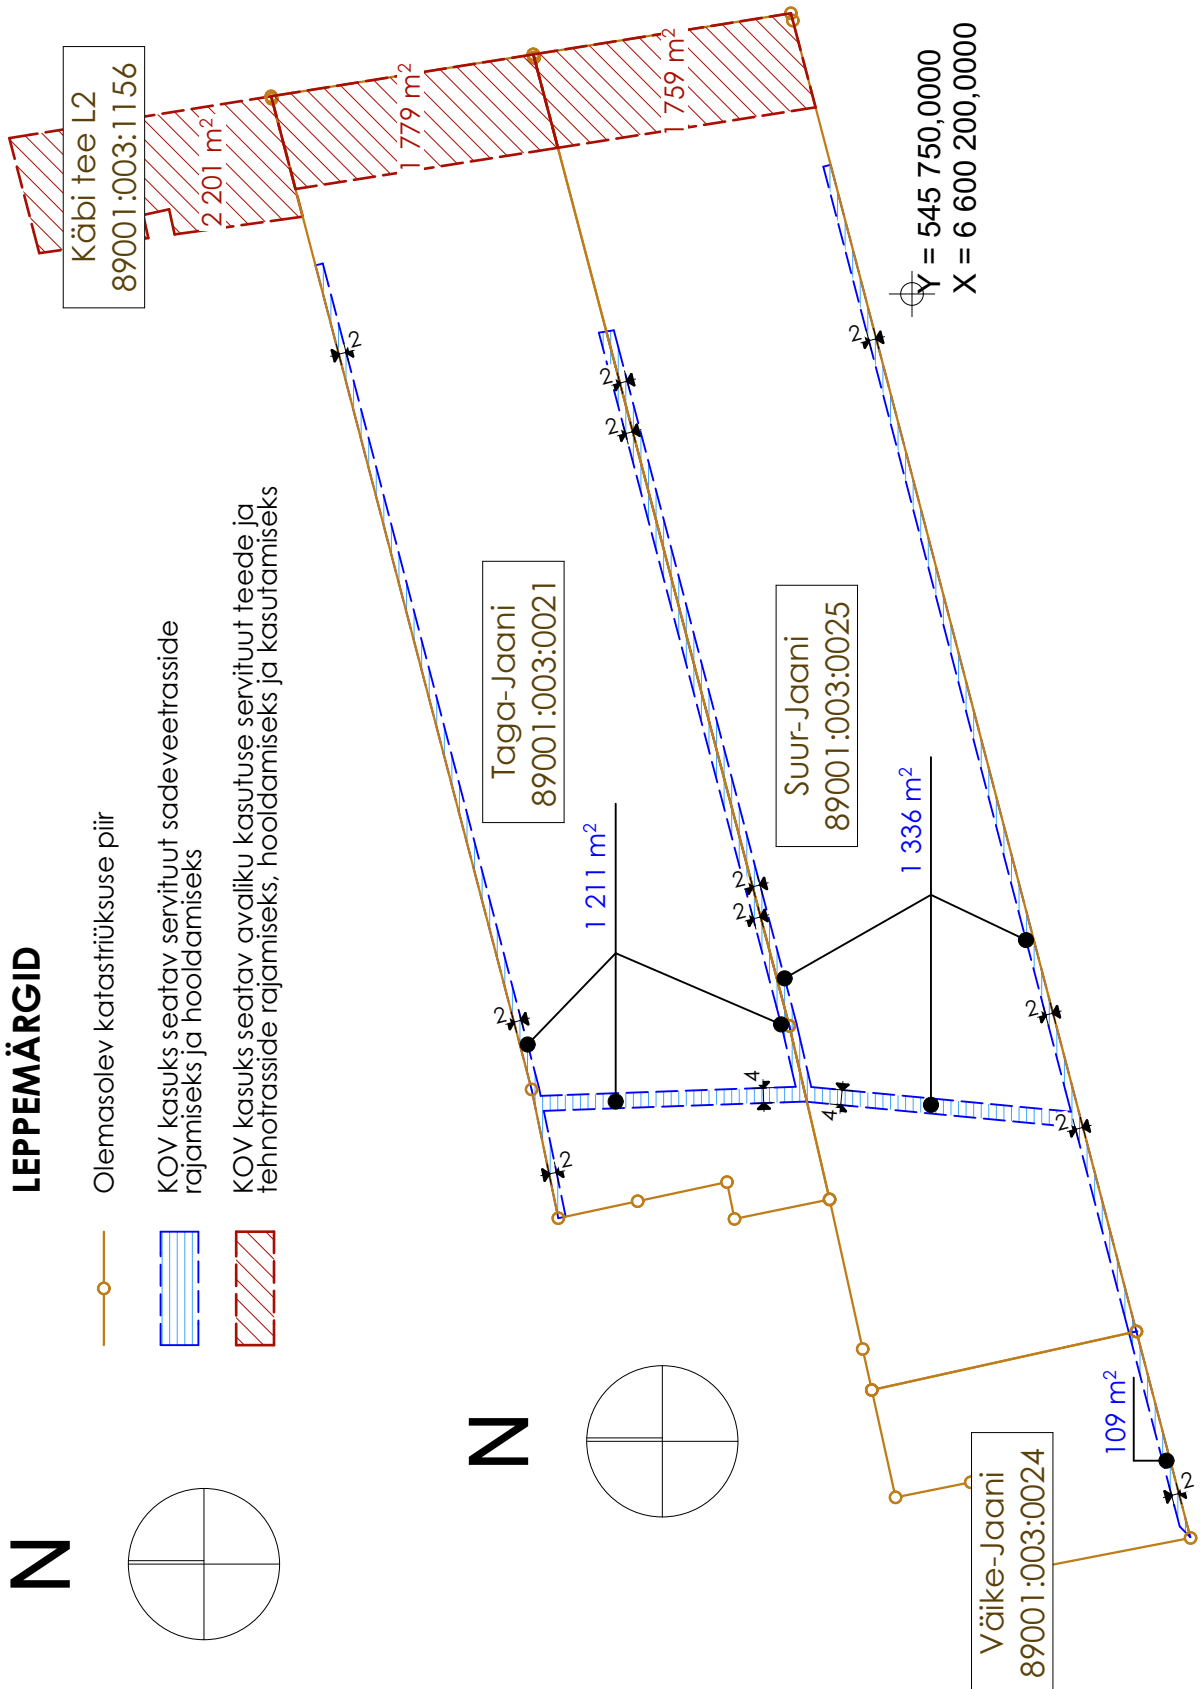 N
LEPPEMÄRGID
Olemasolev katastriüksuse piir
KOV kasuks seatav servituut sadeveetrasside
rajamiseks ja hooldamiseks
KOV kasuks seatav avaliku kasutuse servituut teede ja
tehnotrasside rajamiseks, hooldamiseks ja kasutamiseks
N
Käbi tee L2
89001:003:1156
2 201 m²
1 779 m²
1 759 m²
2
2
2
Taga-Jaani
89001:003:0021
1 211 m²
2
2
2
2
4
4
Suur-Jaani
89001:003:0025
1 336 m²
2
2
2
Y = 545 750,0000
X = 6 600 200,0000
Väike-Jaani
89001:003:0024
109 m²
2